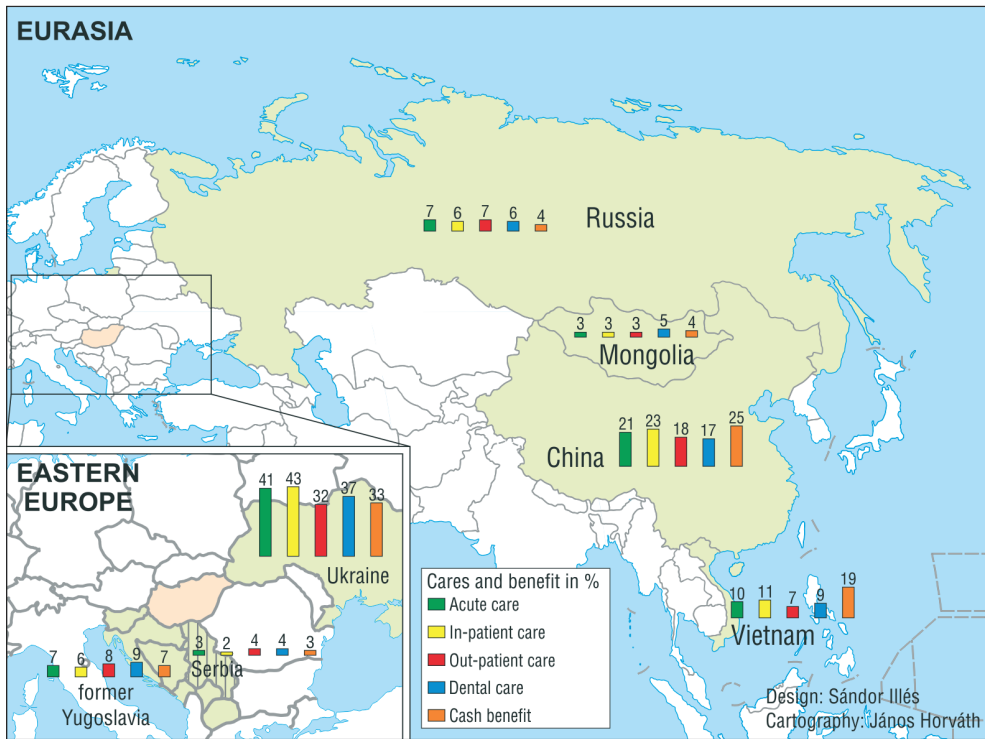 EURASIA
7 6 7 6 4
Russia
3 3 3 5 4
Mongolia
21 23 18 17 25
China
EASTERN
EUROPE
41 43 32 37 33
Ukraine
Cares and benefit in %
Acute care
In-patient care
Out-patient care
Dental care
Cash benefit
10 11 7 9 19
Vietnam
3 2 4 4 3
Serbia
7 6 8 9 7
former
Yugoslavia
Design: Sándor Illés
Cartography: János Horváth